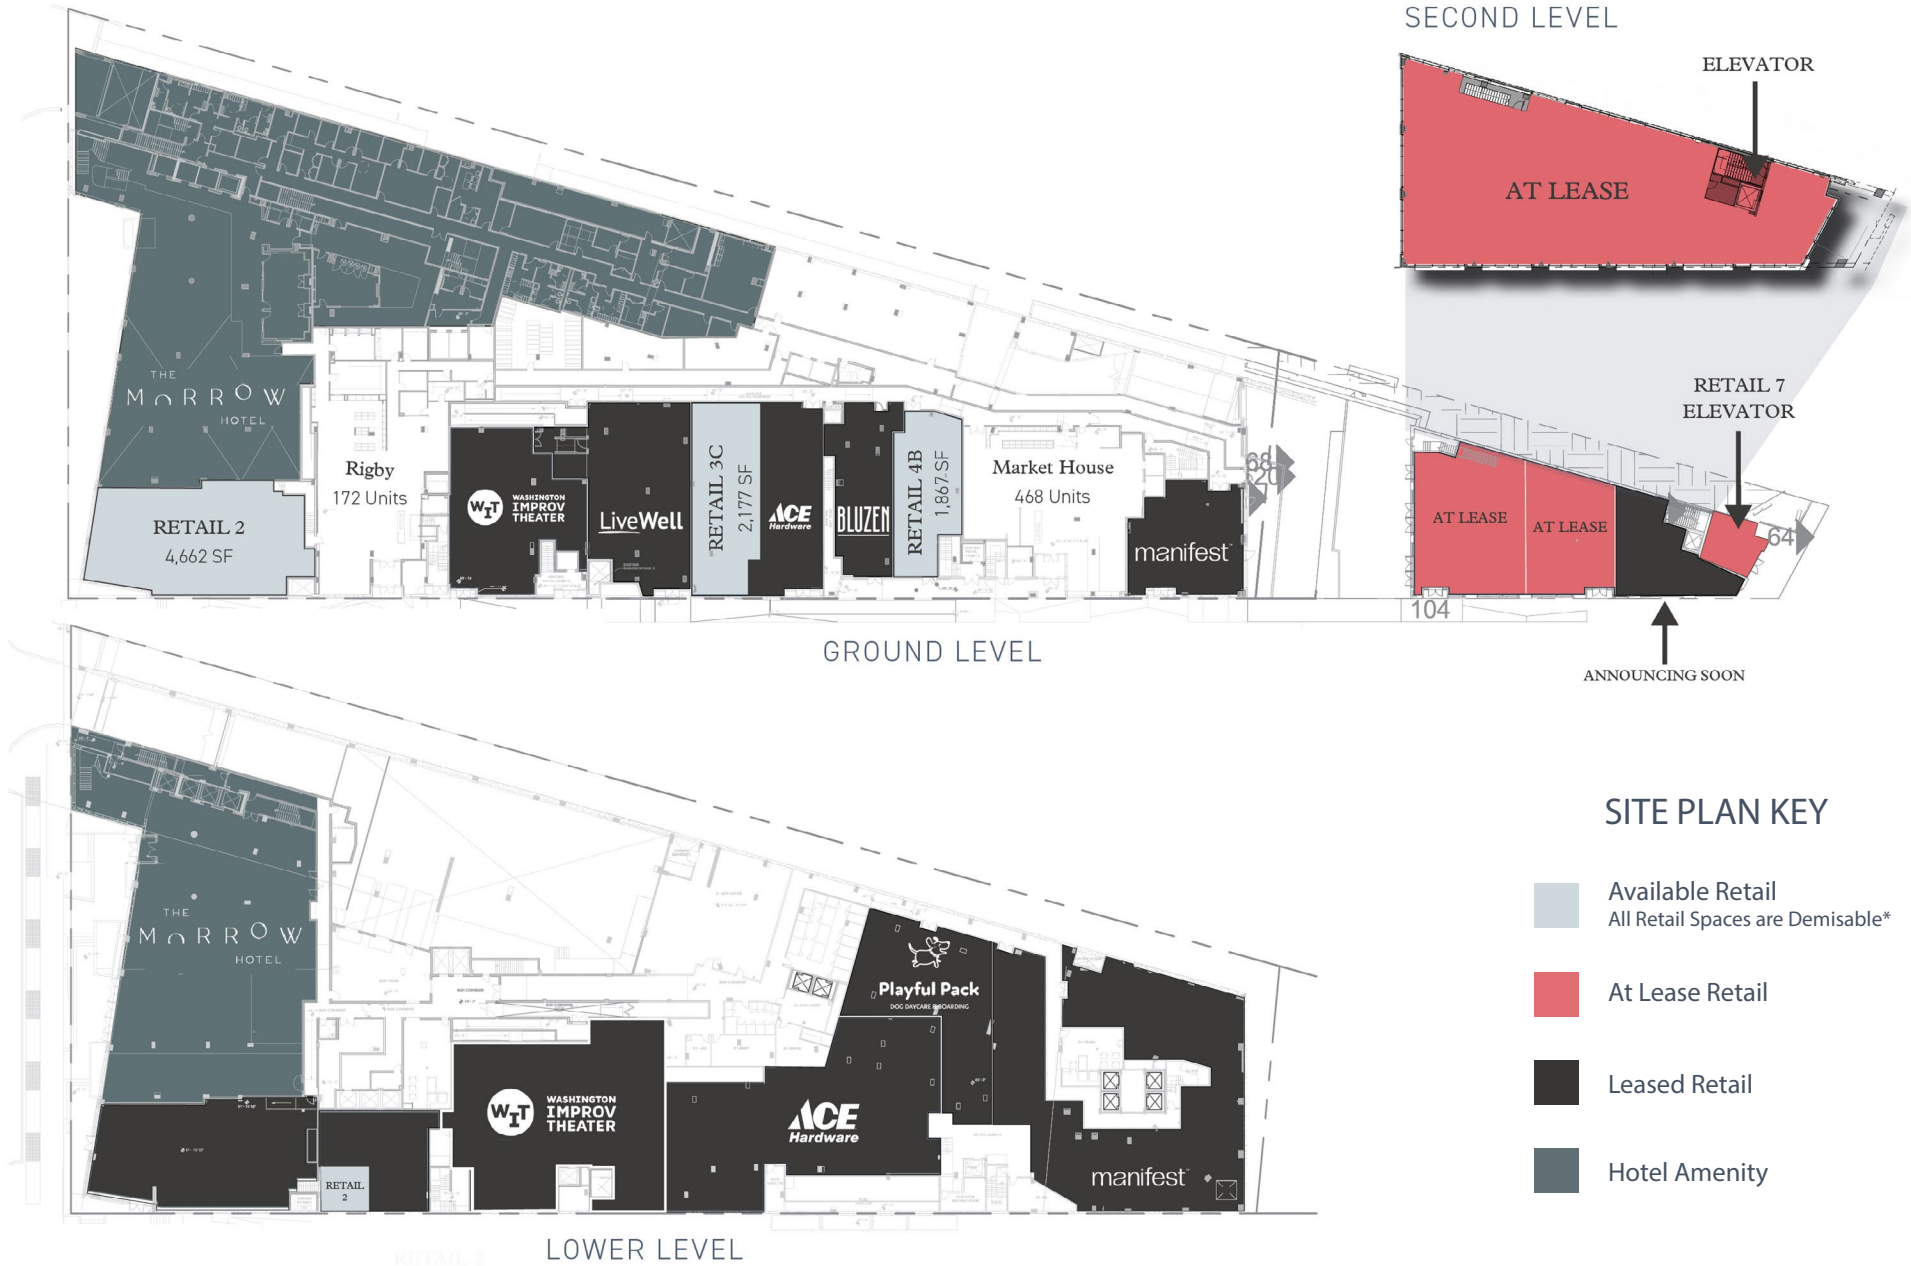 SECOND LEVEL
ELEVATOR
AT LEASE
RETAIL 7
ELEVATOR
THE
MORROW
HOTEL
RETAIL 2
4,662 SF
Rigby
172 Units
WIT
WASHINGTON
IMPROV
THEATER
LiveWell
RETAIL 3C
2,177 SF
ACE
Hardware
BLUZEN
RETAIL 4B
1,867-SF
Market House
468 Units
manifest
68
20
AT LEASE
AT LEASE
64
104
GROUND LEVEL
ANNOUNCING SOON
THE
MORROW
HOTEL
RETAIL
2
WIT
WASHINGTON
IMPROV
THEATER
ACE
Hardware
Playful Pack
DOG DAYCARE & BOARDING
manifest
LOWER LEVEL
RETAIL 2
SITE PLAN KEY
Available Retail
All Retail Spaces are Demisable*
At Lease Retail
Leased Retail
Hotel Amenity